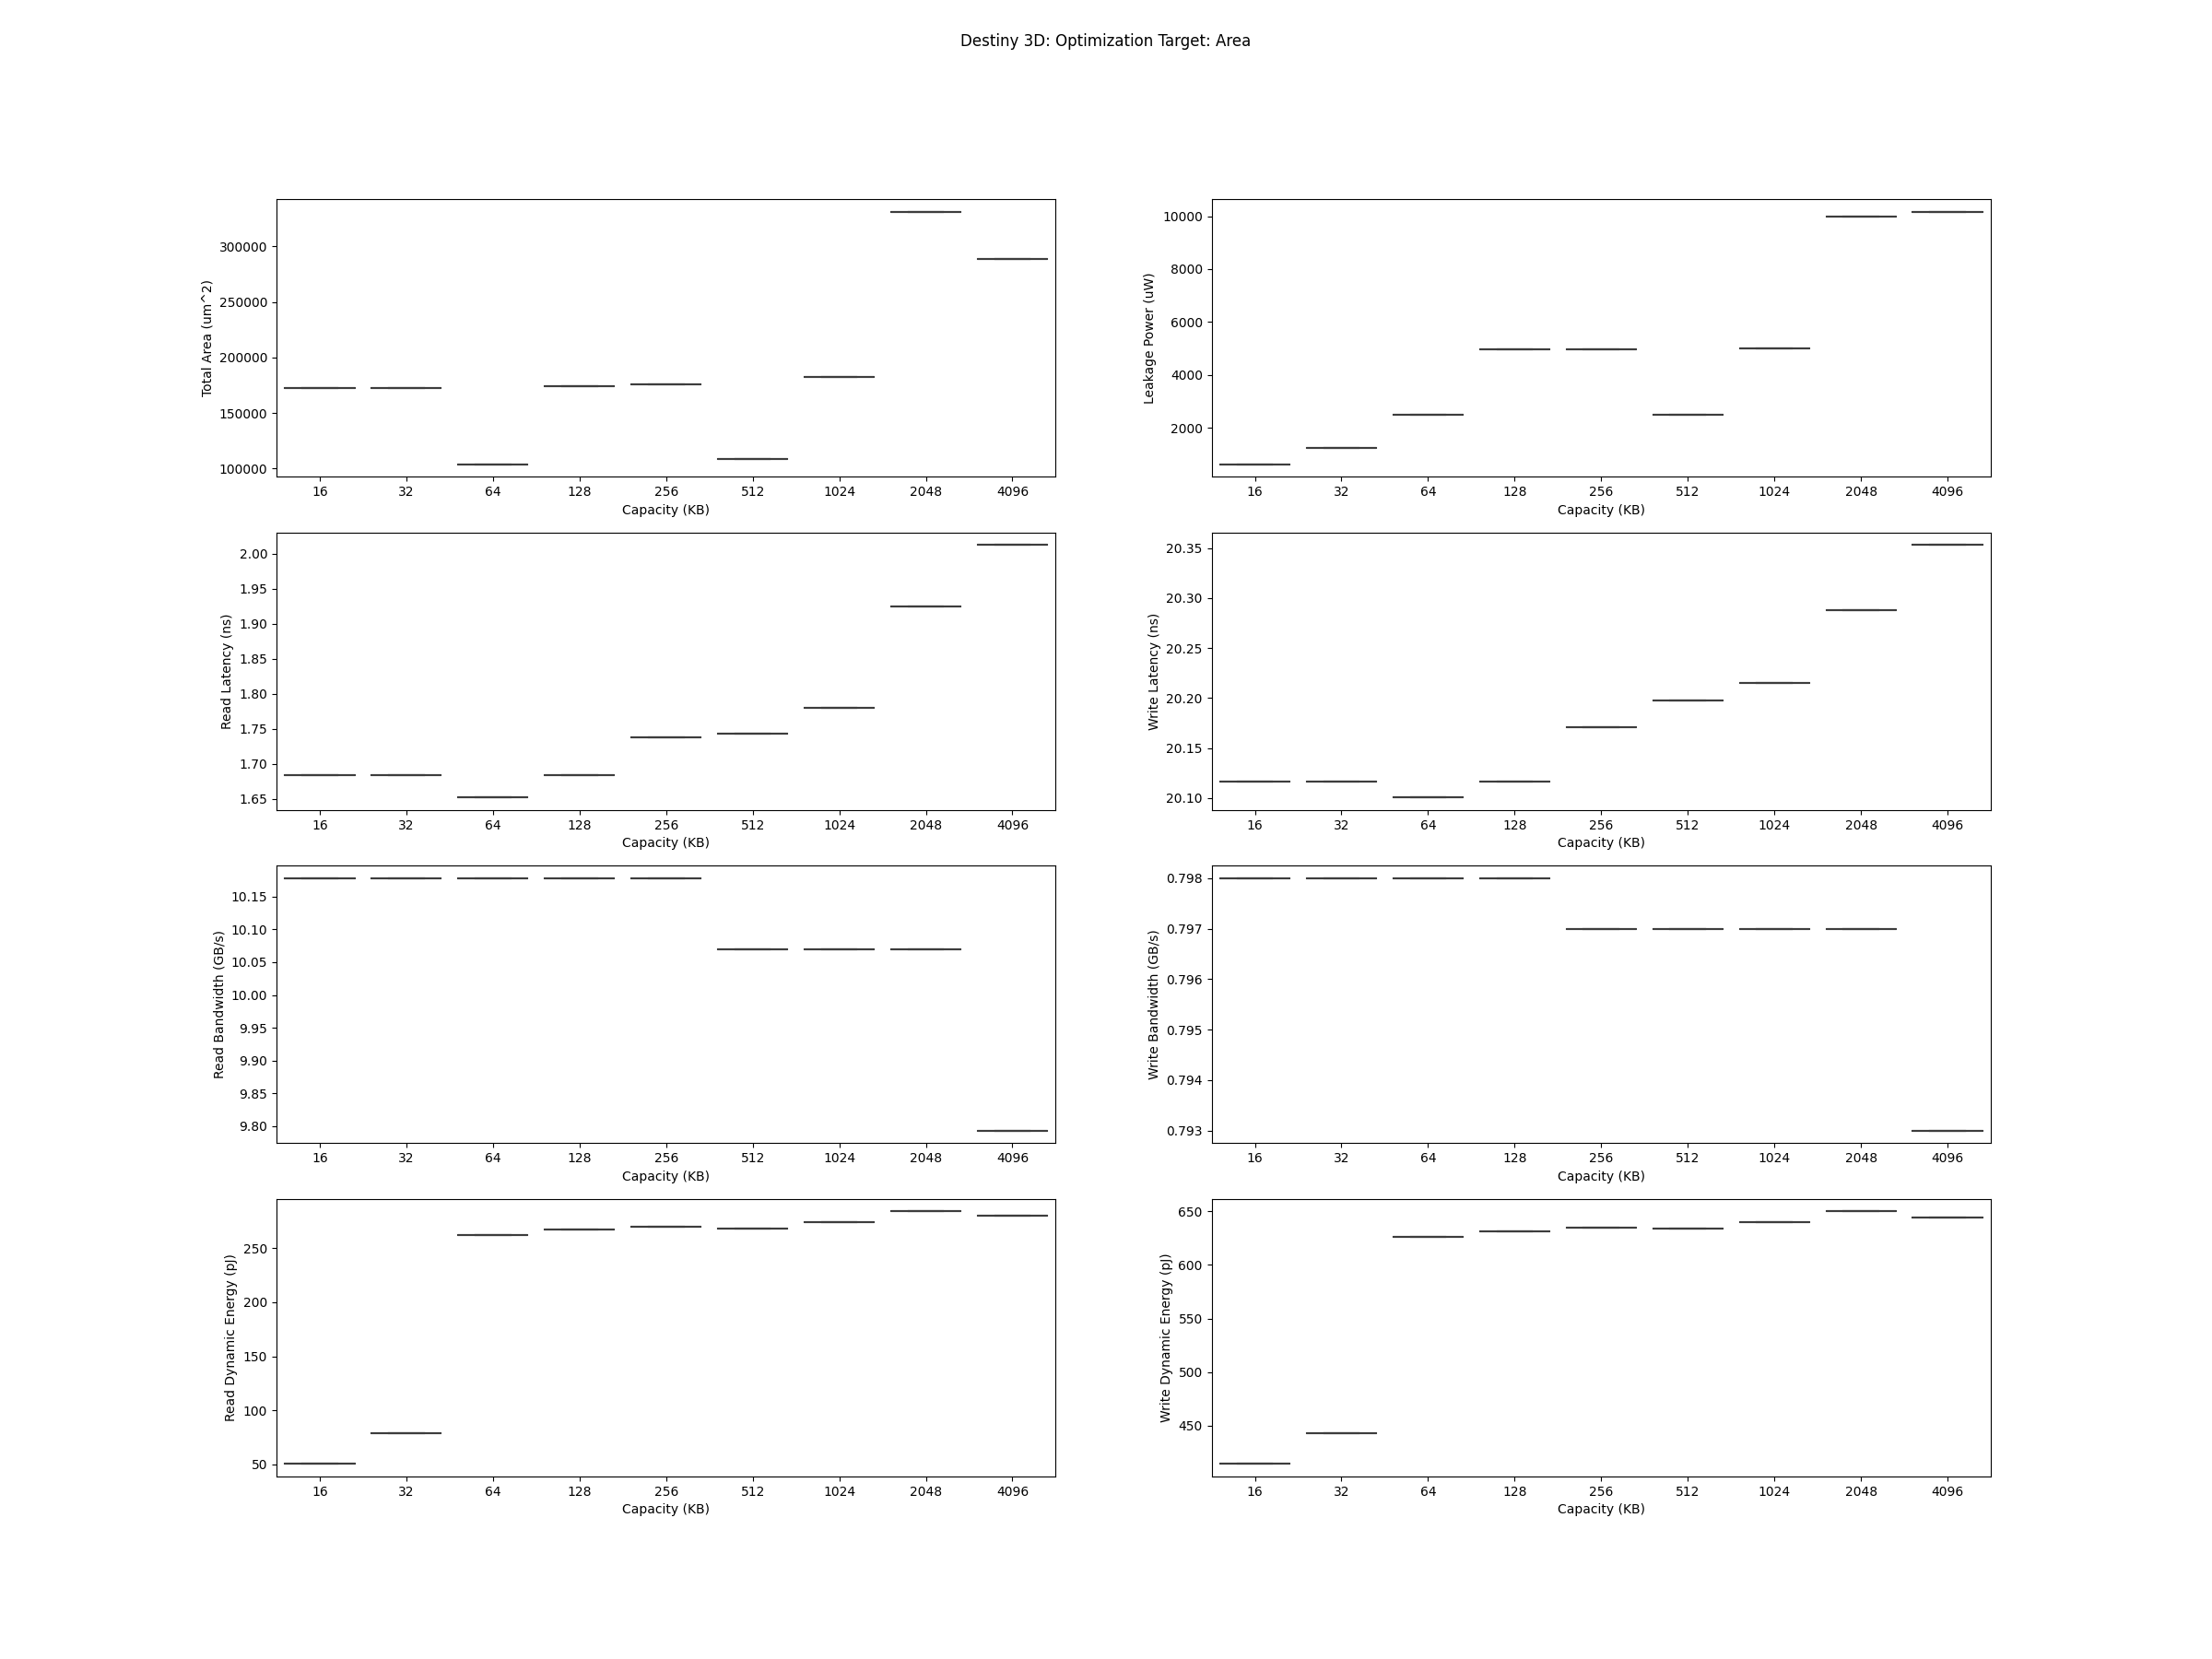 Destiny 3D: Optimization Target: Area
Total Area (um^2)
300000
250000
200000
150000
100000
16 32 64 128 256 512 1024 2048 4096
Capacity (KB)
Leakage Power (uW)
10000
8000
6000
4000
2000
16 32 64 128 256 512 1024 2048 4096
Capacity (KB)
Read Latency (ns)
2.00
1.95
1.90
1.85
1.80
1.75
1.70
1.65
16 32 64 128 256 512 1024 2048 4096
Capacity (KB)
Write Latency (ns)
20.35
20.30
20.25
20.20
20.15
20.10
16 32 64 128 256 512 1024 2048 4096
Capacity (KB)
Read Bandwidth (GB/s)
10.15
10.10
10.05
10.00
9.95
9.90
9.85
9.80
16 32 64 128 256 512 1024 2048 4096
Capacity (KB)
Write Bandwidth (GB/s)
0.798
0.797
0.796
0.795
0.794
0.793
16 32 64 128 256 512 1024 2048 4096
Capacity (KB)
Read Dynamic Energy (pJ)
250
200
150
100
50
16 32 64 128 256 512 1024 2048 4096
Capacity (KB)
Write Dynamic Energy (pJ)
650
600
550
500
450
16 32 64 128 256 512 1024 2048 4096
Capacity (KB)